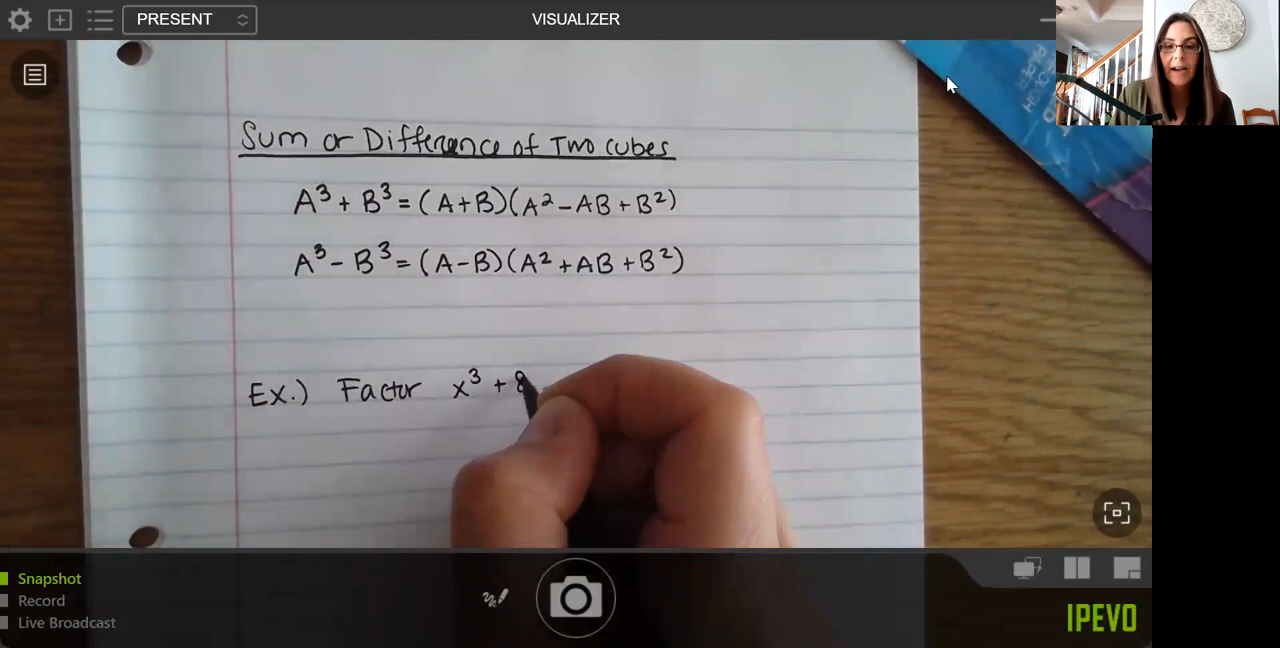 PRESENT
VISUALIZER
Sum or Difference of Two cubes
A³ + B³ = (A+B)(A² - AB + B²)
A³ - B³ = (A-B)(A² + AB + B²)
Ex.) Factor x³ + 8
Snapshot
Record
Live Broadcast
IPEVO